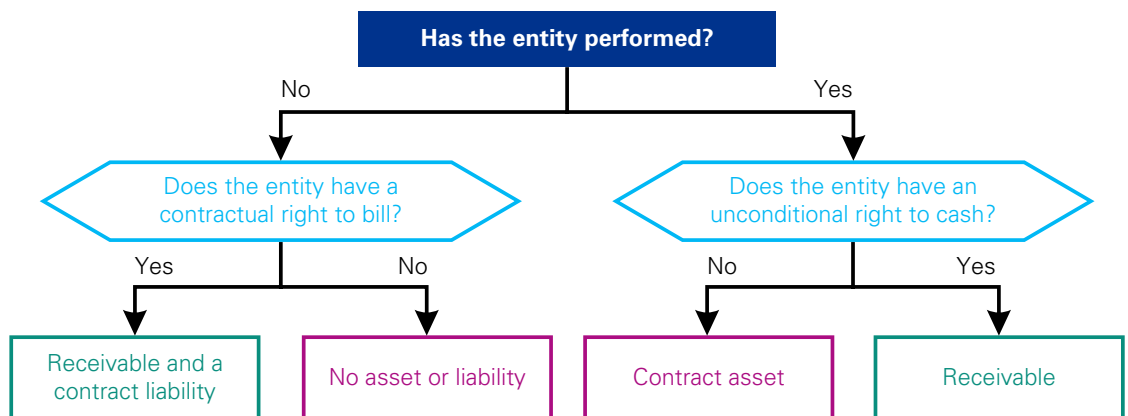 Has the entity performed?
No
Yes
Does the entity have a
contractual right to bill?
Does the entity have an
unconditional right to cash?
Yes
No
No
Yes
Receivable and a
contract liability
No asset or liability
Contract asset
Receivable